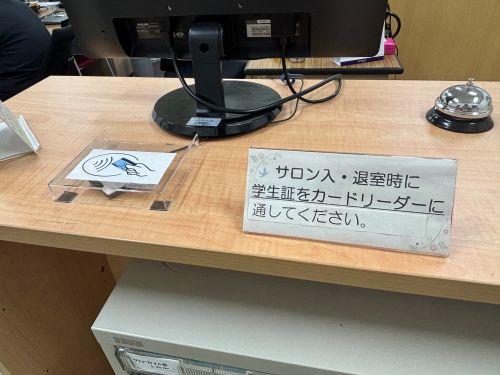 サロン入・退室時に
学生証をカードリーダーに
通してください。